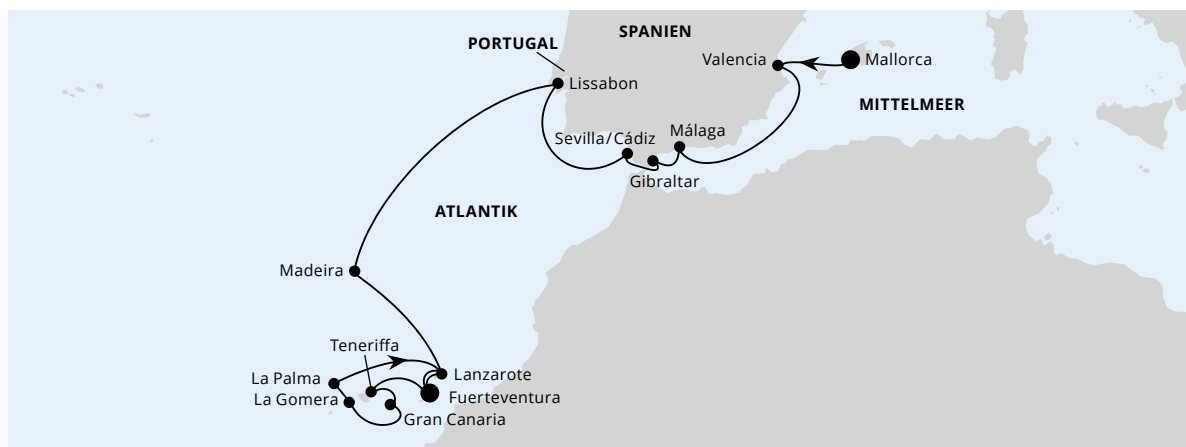 SPANIEN
PORTUGAL
Valencia
Mallorca
Lissabon
MITTELMEER
Sevilla/Cádiz
Málaga
Gibraltar
ATLANTIK
Madeira
Teneriffa
La Palma
Lanzarote
La Gomera
Fuerteventura
Gran Canaria